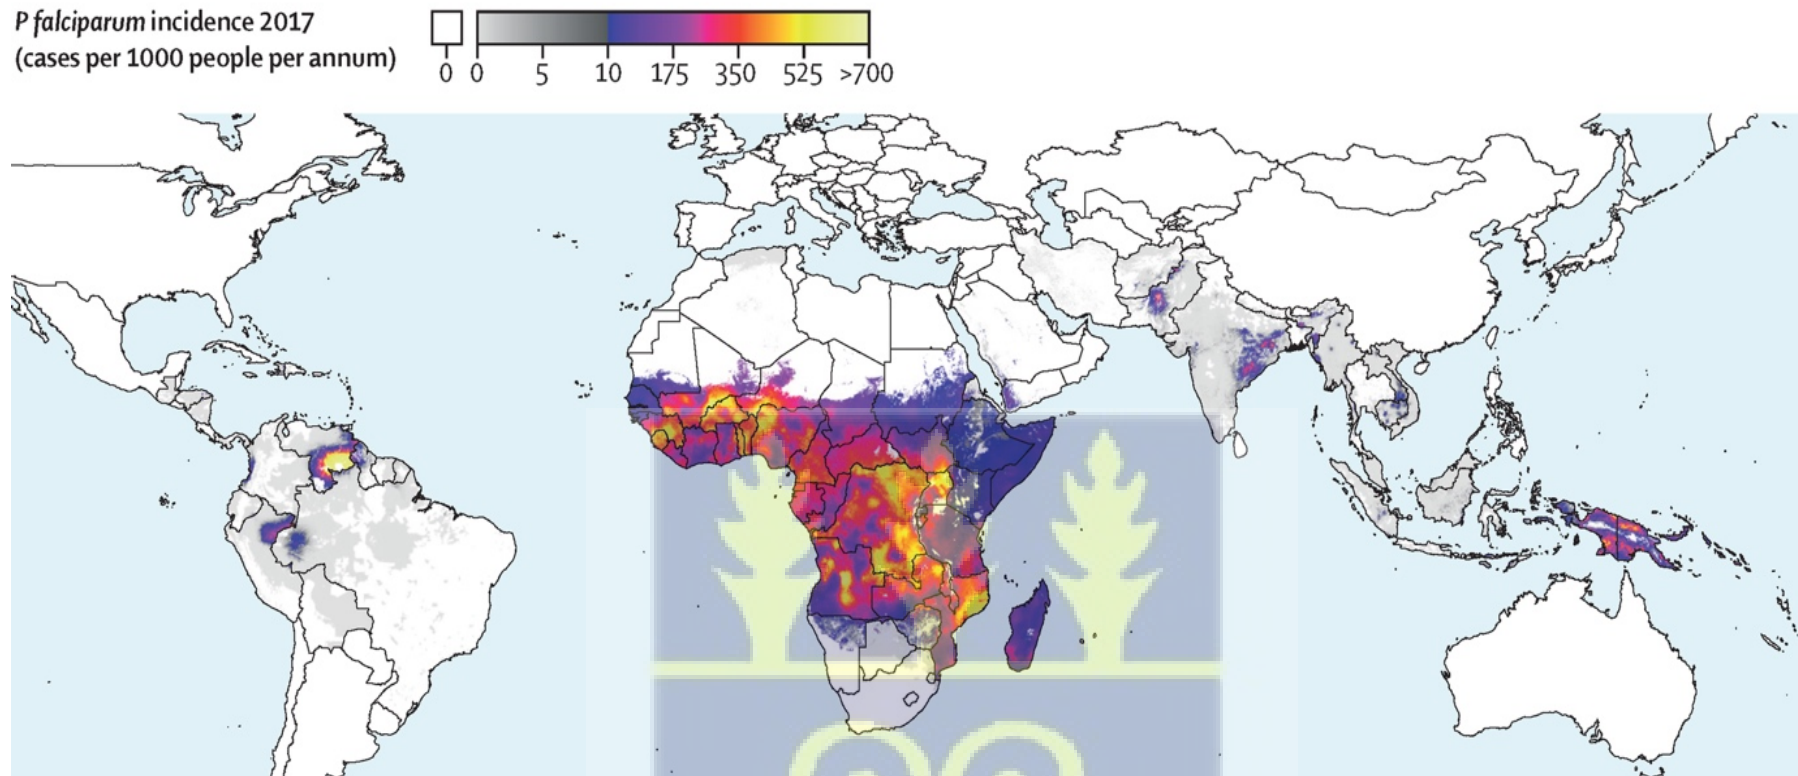 P falciparum incidence 2017
(cases per 1000 people per annum)
0 0 5 10 175 350 525 >700